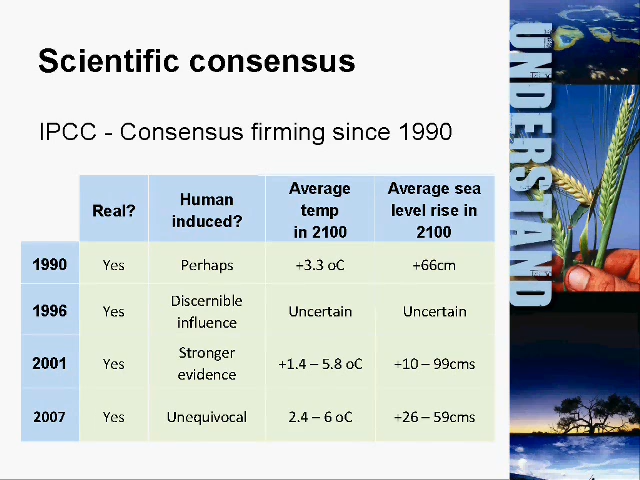 Scientific consensus
IPCC - Consensus firming since 1990
Real?
Human
induced?
Average
temp
in 2100
Average sea
level rise in
2100
1990 Yes Perhaps +3.3 oC +66cm
1996 Yes Discernible
influence Uncertain Uncertain
2001 Yes Stronger
evidence +1.4 – 5.8 oC +10 – 99cms
2007 Yes Unequivocal 2.4 – 6 oC +26 – 59cms
UNDERSTAND